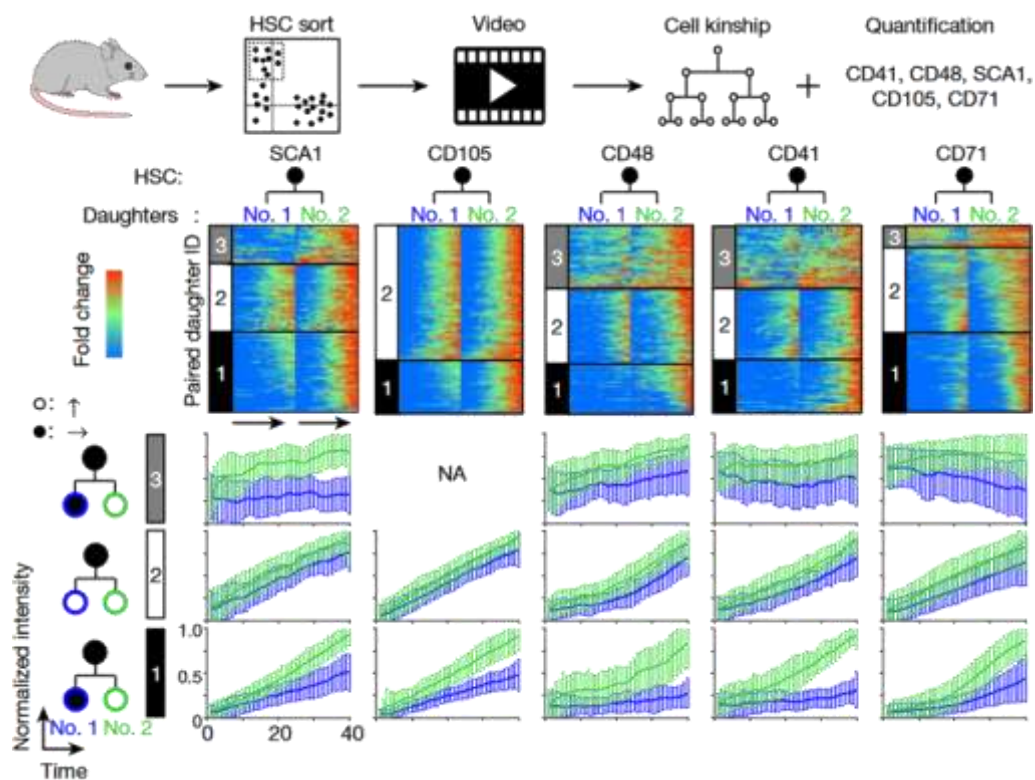 HSC sort
Video
Cell kinship
Quantification
CD41, CD48, SCA1,
CD105, CD71
SCA1 CD105 CD48 CD41 CD71
HSC:
Daughters : No. 1 No. 2 No. 1 No. 2 No. 1 No. 2 No. 1 No. 2 No. 1 No. 2
Fold change
Paired daughter ID
3 2 1
2 1
3 2 1
3 2 1
3 2 1
○: ↑
●: →
3
NA
2
1
No. 1 No. 2
Normalized intensity
Time
1.0
0.5
0
0 20 40